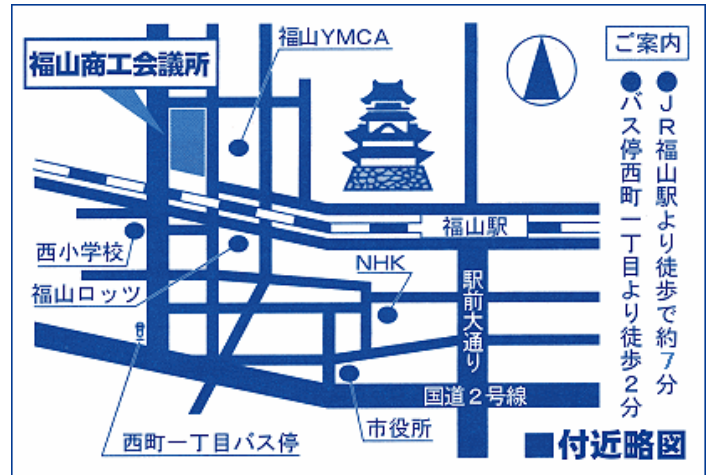 福山YMCA
福山商工会議所
ご案内
●JR福山駅より徒歩で約7分
●バス停西町一丁目より徒歩2分
福山駅
西小学校
NHK
福山ロッツ
駅前大通り
国道2号線
市役所
西町一丁目バス停
■付近略図